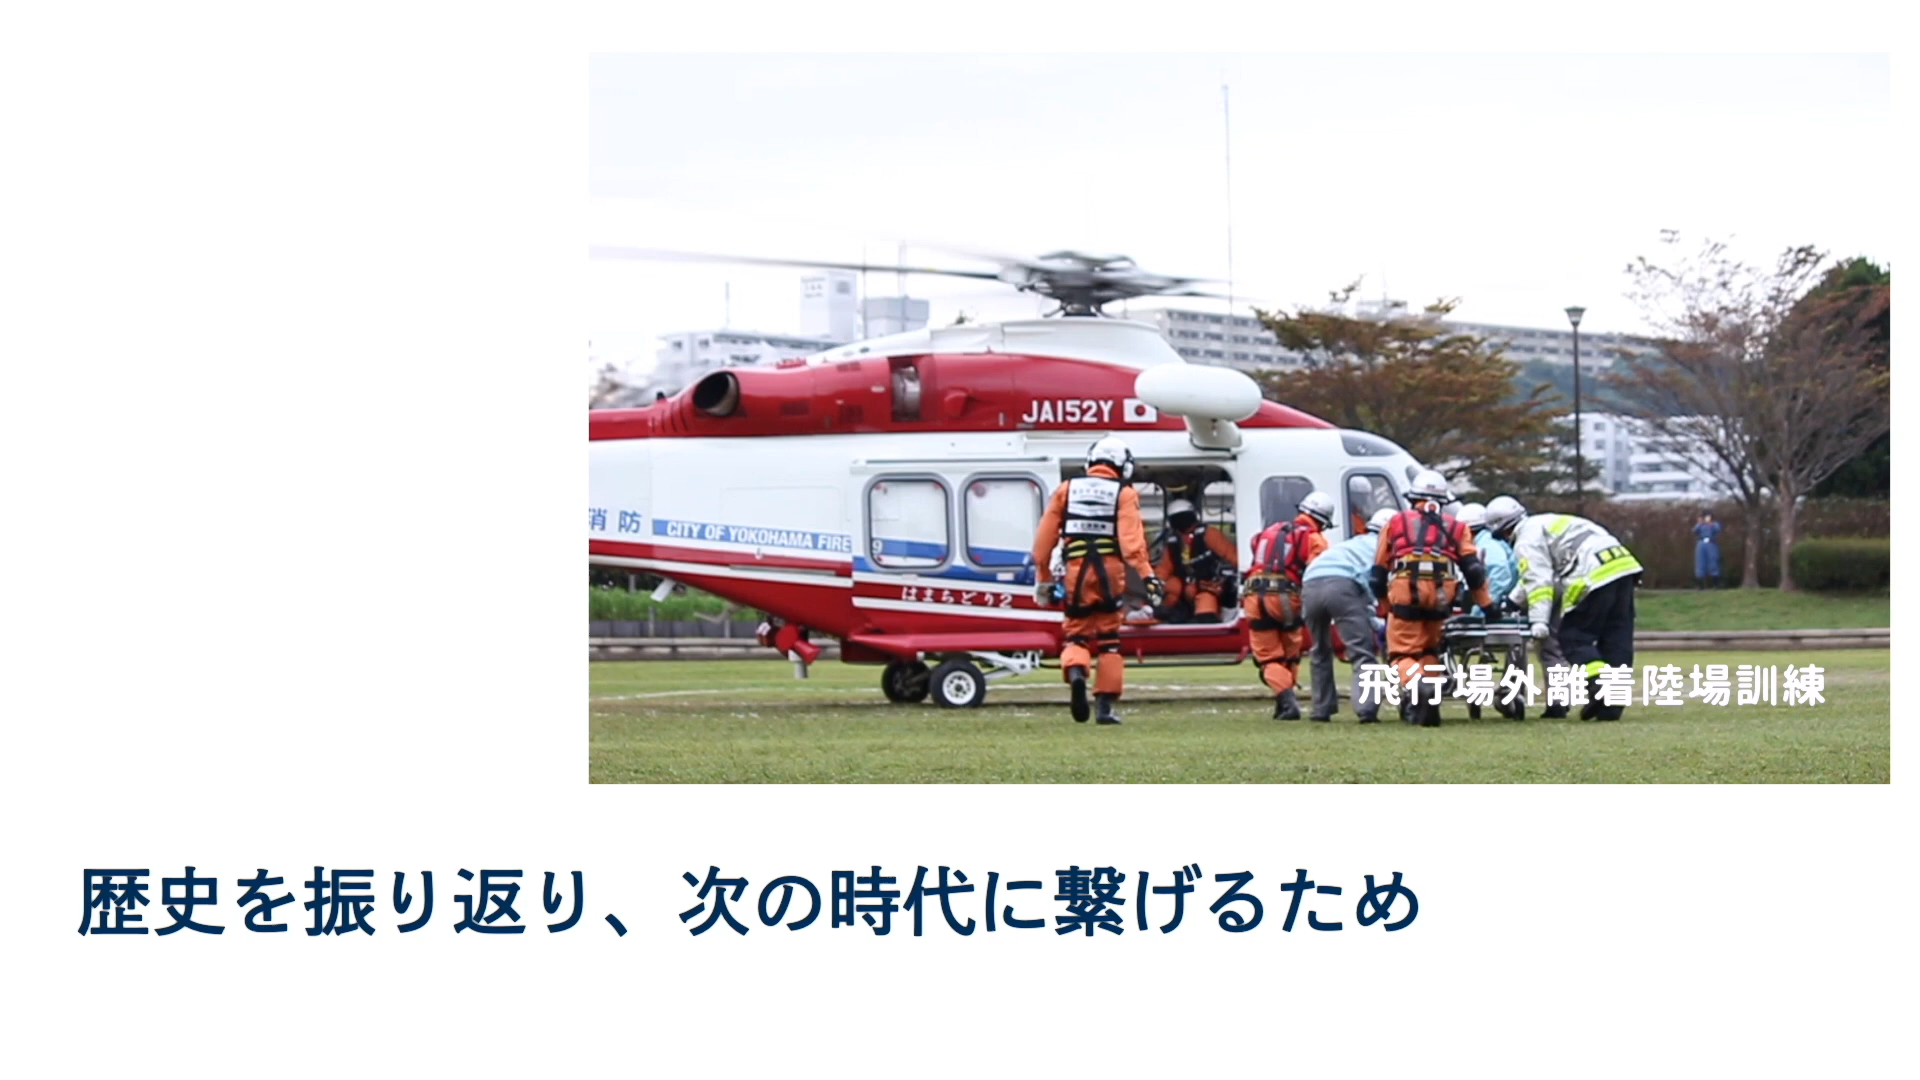 JA152Y
消防 CITY OF YOKOHAMA FIRE
9
はまちどり2
飛行場外離着陸場訓練
歴史を振り返り、次の時代に繋げるため